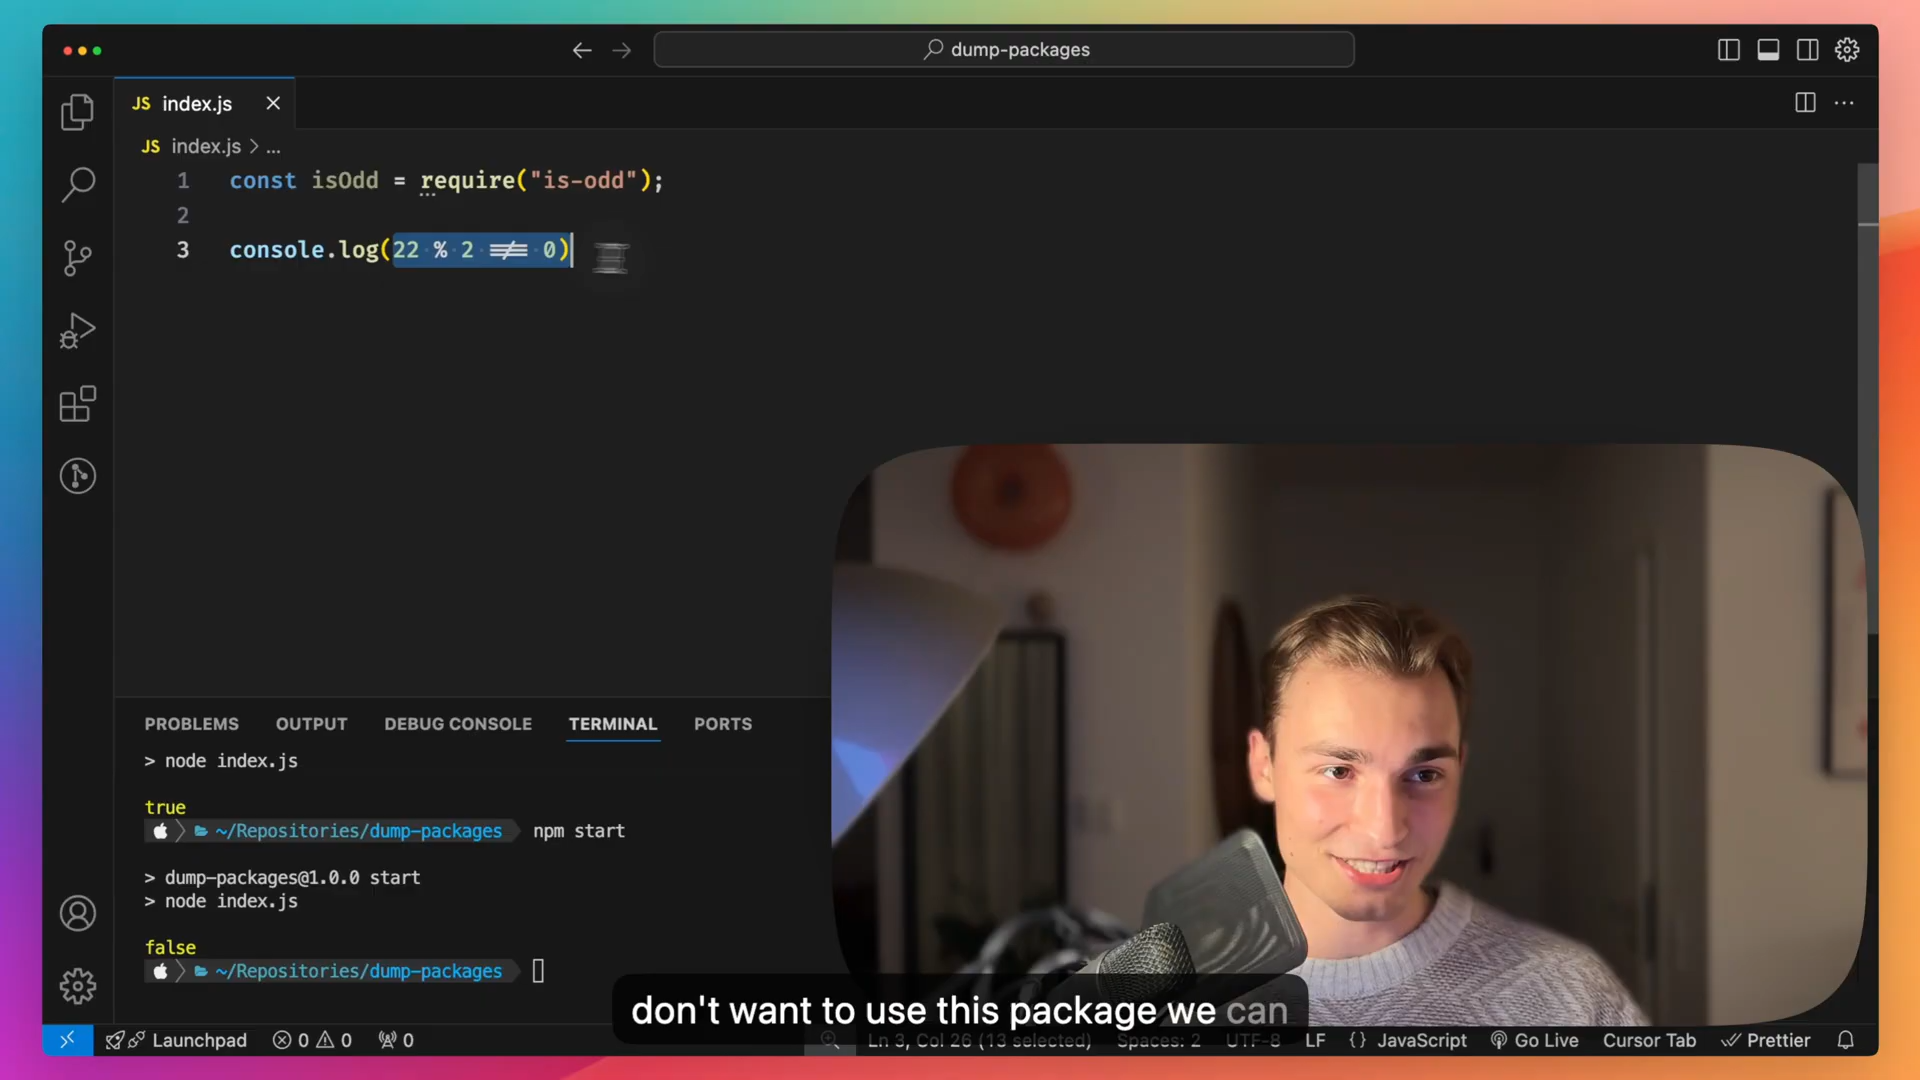 dump-packages
JS index.js
JS index.js > ...
1 const isOdd = require("is-odd");
2
3 console.log(22 % 2 !== 0)
PROBLEMS OUTPUT DEBUG CONSOLE TERMINAL PORTS
> node index.js
true
~/Repositories/dump-packages npm start
> dump-packages@1.0.0 start
> node index.js
false
~/Repositories/dump-packages
don't want to use this package we can
Launchpad 0 0 0 Ln 3, Col 26 (13 selected) Spaces: 2 UTF-8 LF {} JavaScript Go Live Cursor Tab Prettier